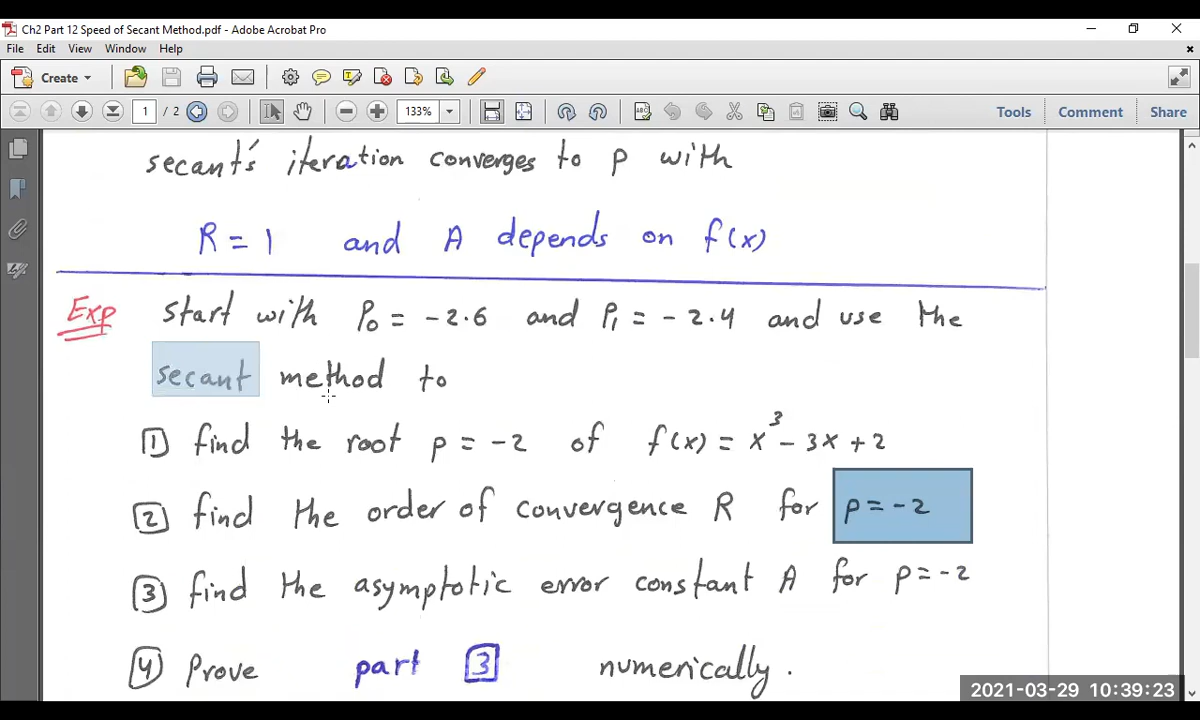 Ch2 Part 12 Speed of Secant Method.pdf - Adobe Acrobat Pro
File Edit View Window Help
Create
1 / 2 133% Tools Comment Share
secant's iteration converges to p with
R = 1 and A depends on f(x)
Exp start with P₀ = -2.6 and P₁ = -2.4 and use the
secant method to
1 find the root p = -2 of f(x) = x³ - 3x + 2
2 find the order of convergence R for p = -2
3 find the asymptotic error constant A for p = -2
4 Prove part 3 numerically.
2021-03-29 10:39:23